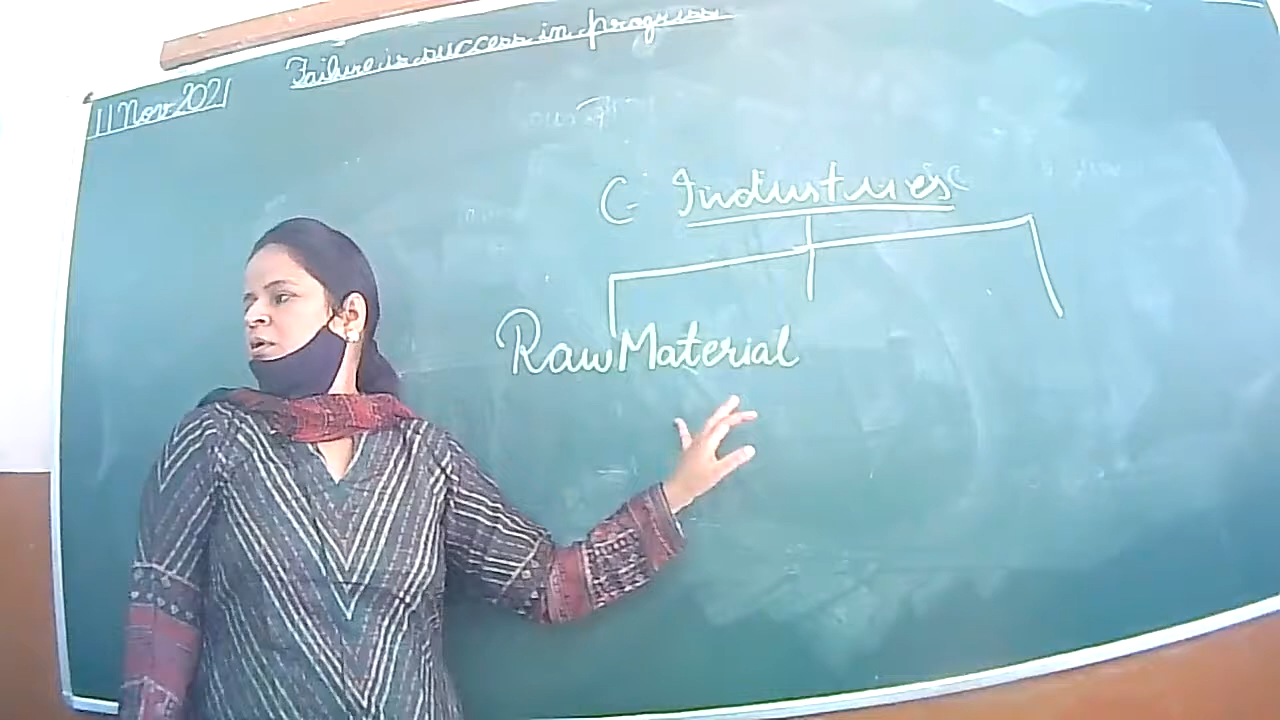 Failure is success in progress
11 Nov 2021
C- Industries
Raw Material